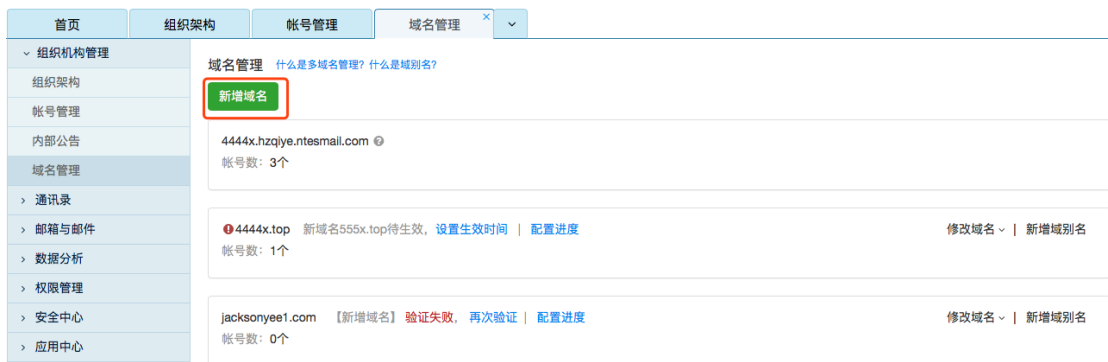 首页 组织架构 帐号管理 域名管理
组织机构管理
组织架构
帐号管理
内部公告
域名管理
通讯录
邮箱与邮件
数据分析
权限管理
安全中心
应用中心
域名管理 什么是多域名管理？什么是域别名？
新增域名
4444x.hzqiye.ntesmail.com
帐号数：3个
4444x.top 新域名555x.top待生效，设置生效时间 | 配置进度 修改域名 | 新增域别名
帐号数：1个
jacksonyee1.com 【新增域名】 验证失败， 再次验证 | 配置进度 修改域名 | 新增域别名
帐号数：0个